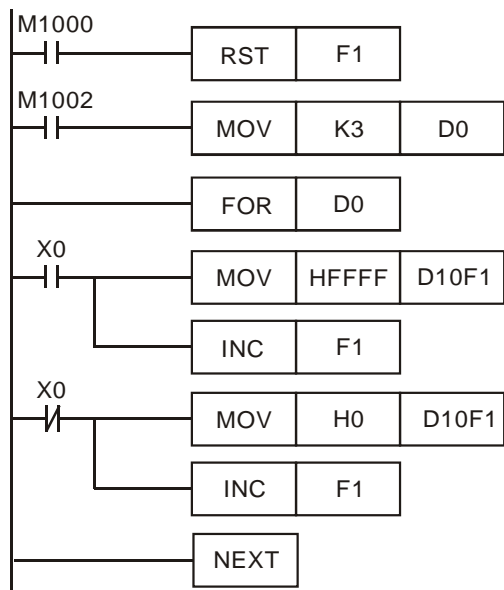 M1000
RST F1
M1002
MOV K3 D0
FOR D0
X0
MOV HFFFF D10F1
INC F1
X0
MOV H0 D10F1
INC F1
NEXT